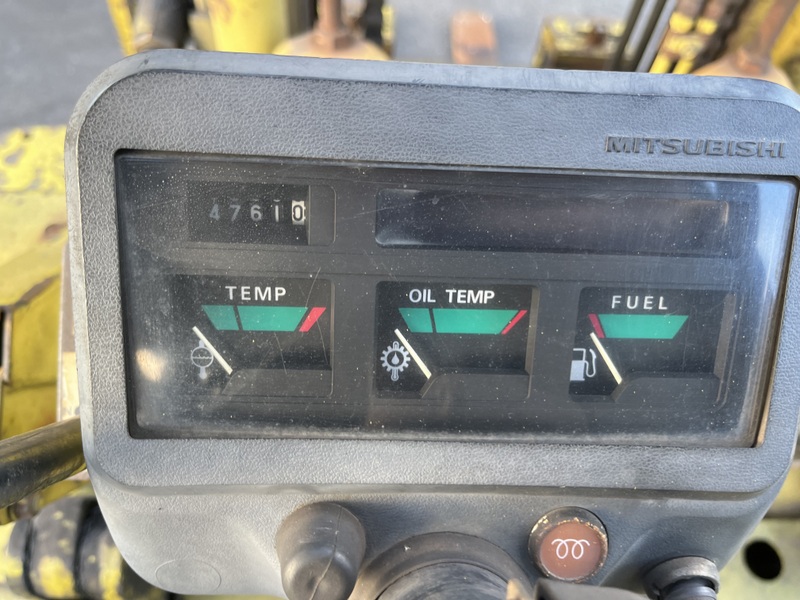 MITSUBISHI
47610
TEMP
OIL TEMP
FUEL